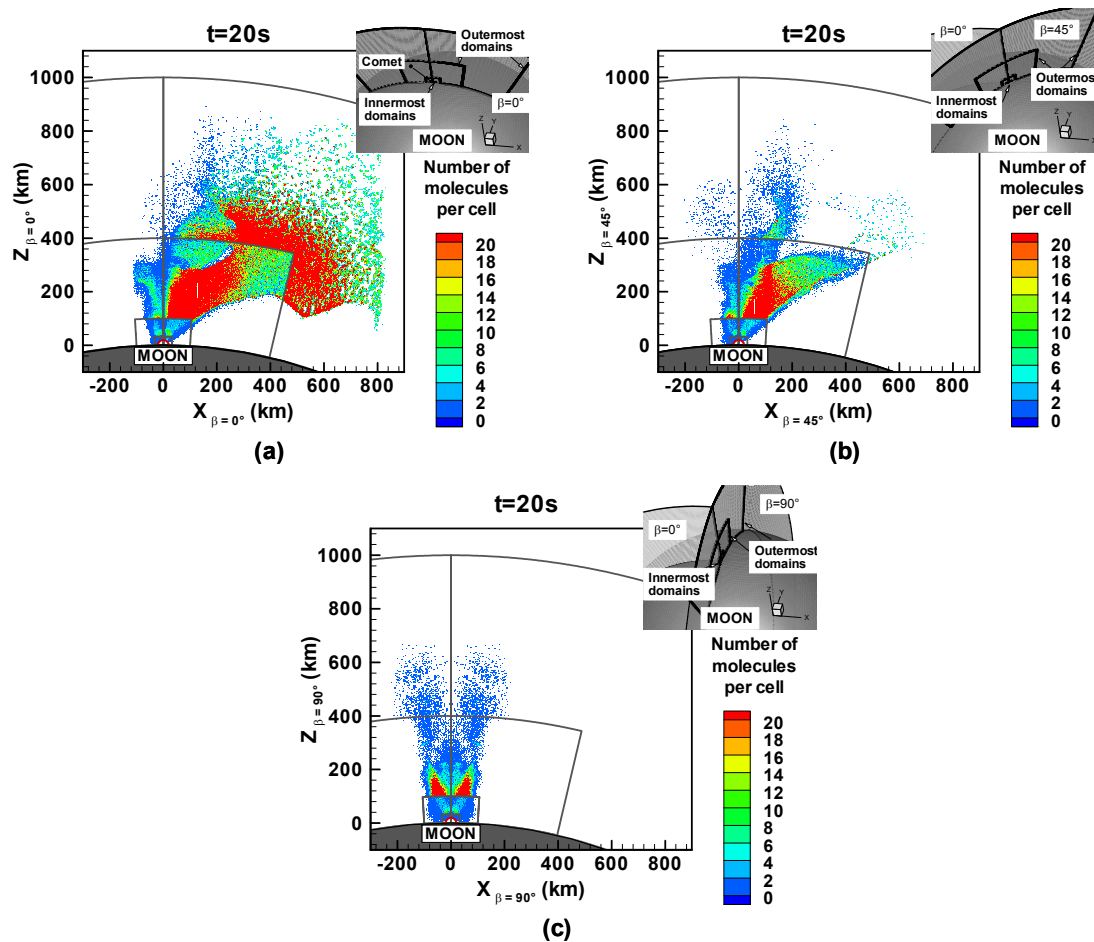 t=20s
Outermost
domains
Comet
Innermost
domains
β=0°
Z
Y
X
MOON
1000
800
600
400
200
0
Z β = 0° (km)
MOON
-200 0 200 400 600 800
X β = 0° (km)
Number of
molecules
per cell
20
18
16
14
12
10
8
6
4
2
0
(a)
t=20s
β=0°
β=45°
Outermost
domains
Innermost
domains
Z
Y
X
MOON
1000
800
600
400
200
0
Z β = 45° (km)
MOON
-200 0 200 400 600 800
X β = 45° (km)
Number of
molecules
per cell
20
18
16
14
12
10
8
6
4
2
0
(b)
t=20s
β=90°
β=0°
Outermost
domains
Innermost
domains
Z
Y
X
MOON
1000
800
600
400
200
0
Z β = 90° (km)
MOON
-200 0 200 400 600 800
X β = 90° (km)
Number of
molecules
per cell
20
18
16
14
12
10
8
6
4
2
0
(c)